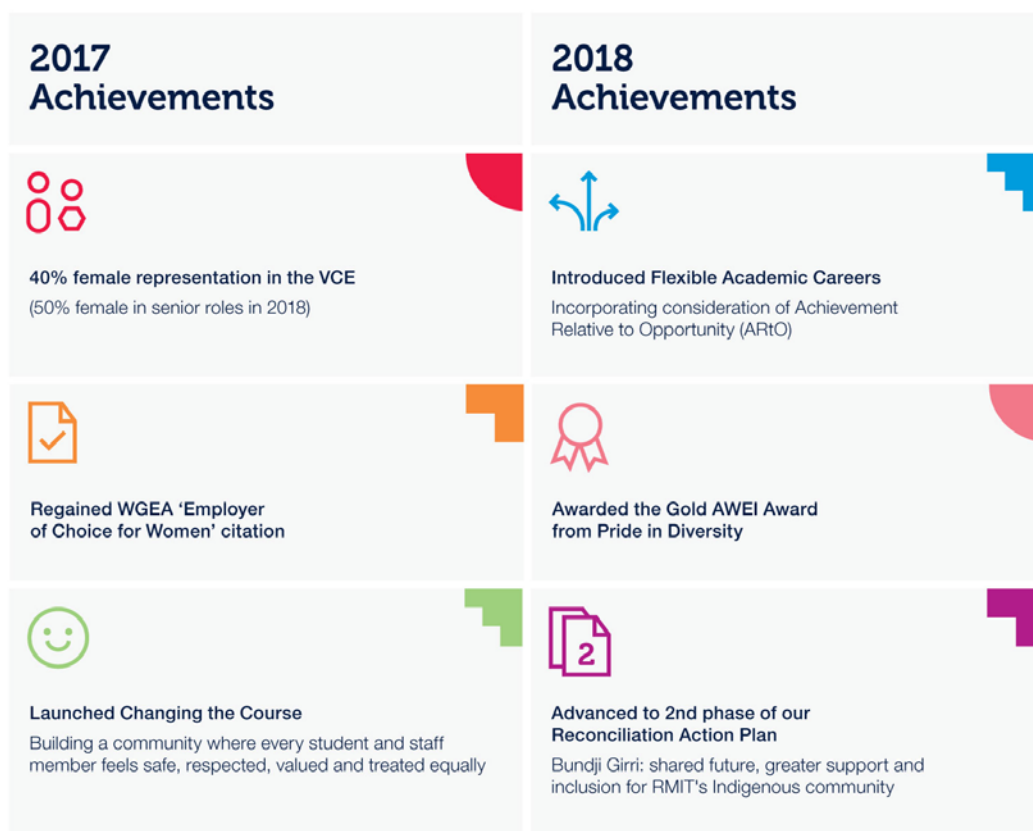 2017
Achievements
40% female representation in the VCE
(50% female in senior roles in 2018)
Regained WGEA ‘Employer
of Choice for Women’ citation
Launched Changing the Course
Building a community where every student and staff
member feels safe, respected, valued and treated equally
2018
Achievements
Introduced Flexible Academic Careers
Incorporating consideration of Achievement
Relative to Opportunity (ARtO)
Awarded the Gold AWEI Award
from Pride in Diversity
2
Advanced to 2nd phase of our
Reconciliation Action Plan
Bundji Girri: shared future, greater support and
inclusion for RMIT's Indigenous community